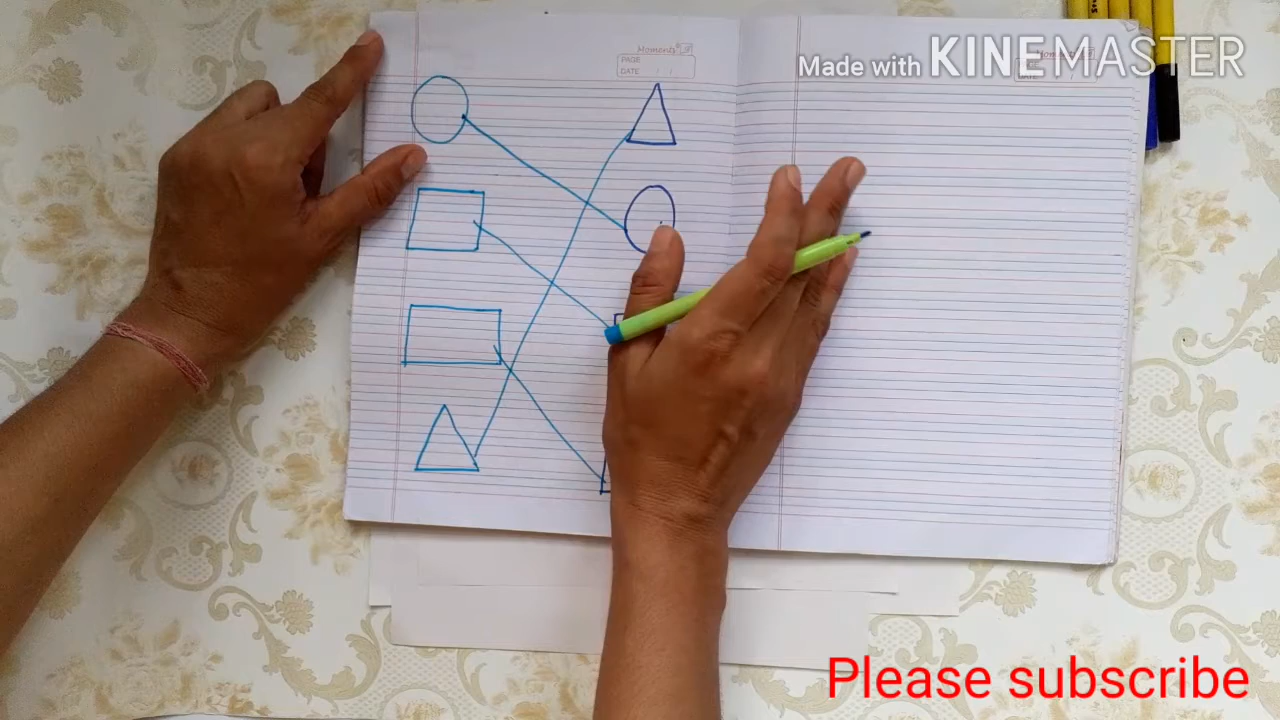 Moments
PAGE
DATE / /
Made with KINEMASTER
Please subscribe